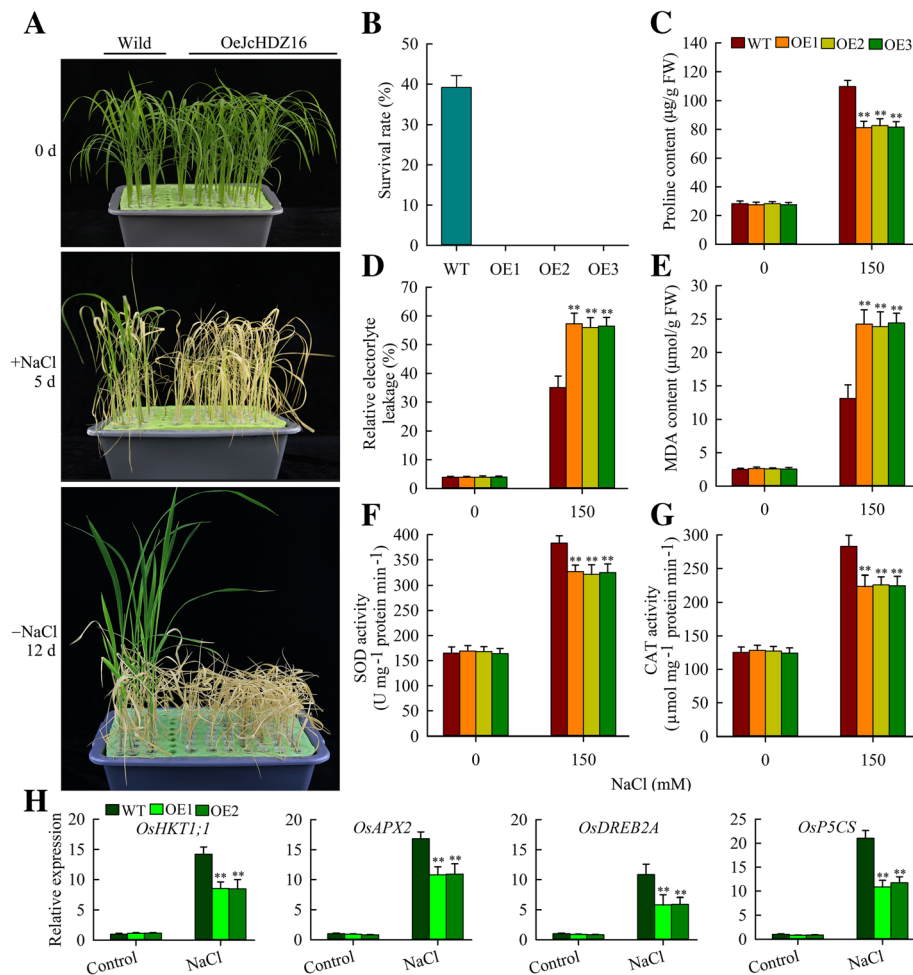 A
Wild
OeJcHDZ16
0 d
+NaCl
5 d
−NaCl
12 d
B
Survival rate (%)
50
40
30
20
10
0
WT
OE1
OE2
OE3
C
WT
OE1
OE2
OE3
Proline content (μg/g FW)
140
120
100
80
60
40
20
0
**
**
**
0
150
D
Relative electorlyte
leakage (%)
70
60
50
40
30
20
10
0
**
**
**
0
150
E
MDA content (μmol/g FW)
30
25
20
15
10
5
0
**
**
**
0
150
F
SOD activity
(U mg⁻¹ protein min⁻¹)
400
350
300
250
200
150
100
50
0
**
**
**
0
150
G
CAT activity
(μmol mg⁻¹ protein min⁻¹)
300
250
200
150
100
50
0
**
**
**
0
150
NaCl (mM)
H
WT
OE1
OE2
Relative expression
OsHKT1;1
20
15
10
5
0
**
**
Control
NaCl
OsAPX2
20
15
10
5
0
**
**
Control
NaCl
OsDREB2A
20
15
10
5
0
**
**
Control
NaCl
OsP5CS
25
20
15
10
5
0
**
**
Control
NaCl